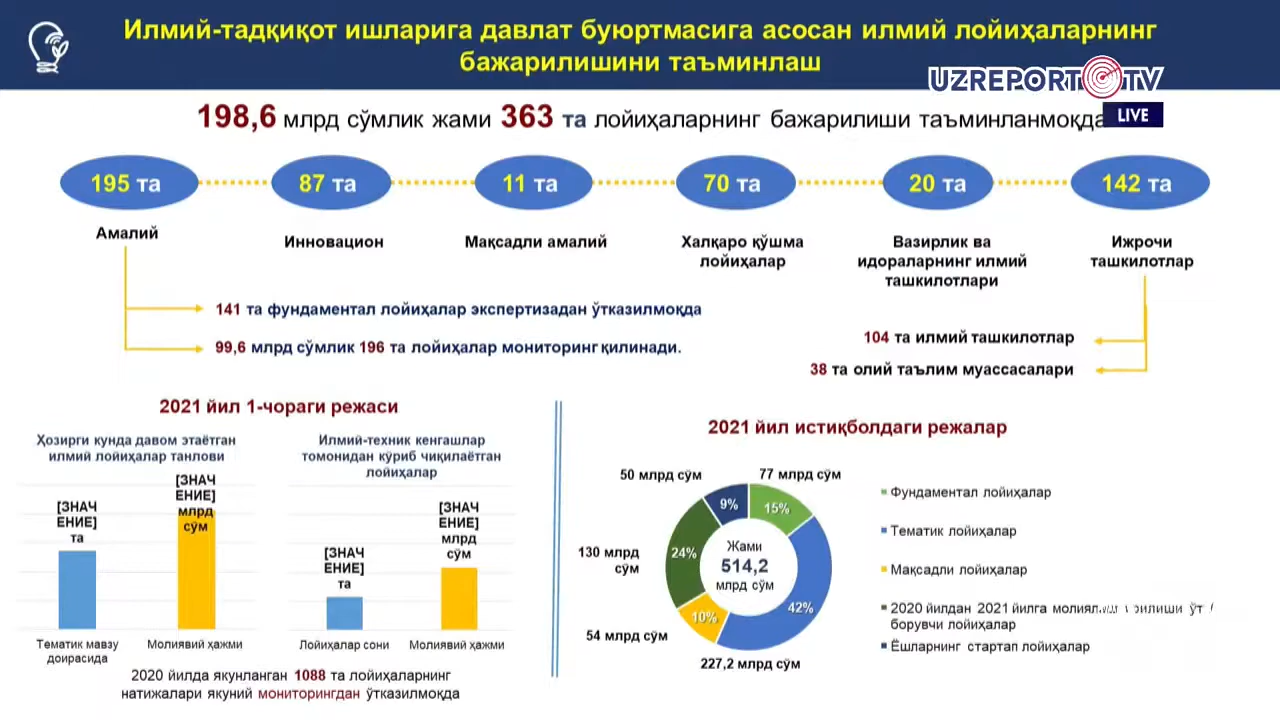 Илмий-тадқиқот ишларига давлат буюртмасига асосан илмий лойиҳаларнинг
бажарилишини таъминлаш
UZREPORT TV
LIVE
198,6 млрд сўмлик жами 363 та лойиҳаларнинг бажарилиши таъминланмоқда
195 та
87 та
11 та
70 та
20 та
142 та
Амалий
Инновацион
Мақсадли амалий
Халқаро қўшма
лойиҳалар
Вазирлик ва
идораларнинг илмий
ташкилотлари
Ижрочи
ташкилотлар
141 та фундаментал лойиҳалар экспертизадан ўтказилмоқда
99,6 млрд сўмлик 196 та лойиҳалар мониторинг қилинади.
104 та илмий ташкилотлар
38 та олий таълим муассасалари
2021 йил 1-чораги режаси
Ҳозирги кунда давом этаётган
илмий лойиҳалар танлови
[ЗНАЧ
ЕНИЕ]
та
[ЗНАЧ
ЕНИЕ]
млрд
сўм
Тематик мавзу
доирасида
Молиявий ҳажми
Илмий-техник кенгашлар
томонидан кўриб чиқилаётган
лойиҳалар
[ЗНАЧ
ЕНИЕ]
та
[ЗНАЧ
ЕНИЕ]
млрд
сўм
Лойиҳалар сони
Молиявий ҳажми
2020 йилда якунланган 1088 та лойиҳаларнинг
натижалари якуний мониторингдан ўтказилмоқда
2021 йил истиқболдаги режалар
50 млрд сўм
77 млрд сўм
9%
15%
130 млрд
сўм
24%
Жами
514,2
млрд сўм
42%
10%
54 млрд сўм
227,2 млрд сўм
Фундаментал лойиҳалар
Тематик лойиҳалар
Мақсадли лойиҳалар
2020 йилдан 2021 йилга
борувчи лойиҳалар
Ёшларнинг стартап лойиҳалар